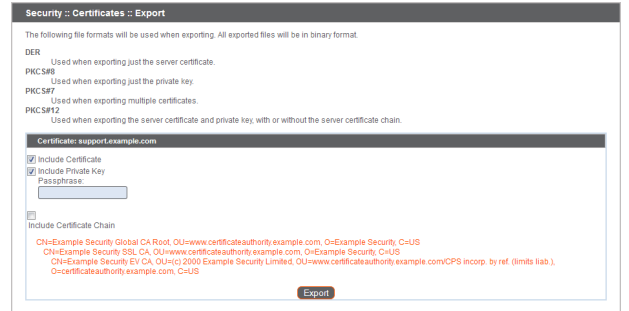 Security :: Certificates :: Export
The following file formats will be used when exporting. All exported files will be in binary format.
DER
Used when exporting just the server certificate.
PKCS#8
Used when exporting just the private key.
PKCS#7
Used when exporting multiple certificates.
PKCS#12
Used when exporting the server certificate and private key, with or without the server certificate chain.
Certificate: support.example.com
Include Certificate
Include Private Key
Passphrase:
Include Certificate Chain
CN=Example Security Global CA Root, OU=www.certificateauthority.example.com, O=Example Security, C=US
CN=Example Security SSL CA, OU=www.certificateauthority.example.com, O=Example Security, C=US
CN=Example Security EV CA, OU=(c) 2000 Example Security Limited, OU=www.certificateauthority.example.com/CPS incorp. by ref. (limits liab.),
O=certificateauthority.example.com, C=US
Export